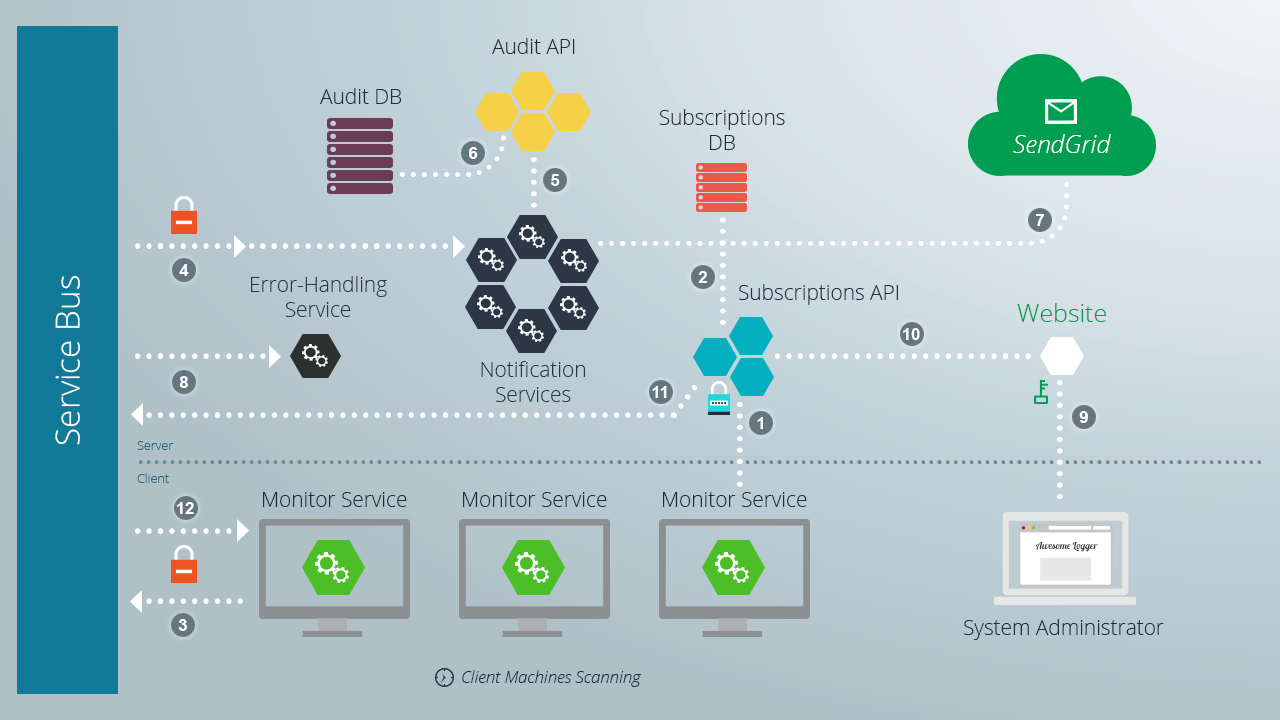 Audit API
Audit DB
Subscriptions
DB
SendGrid
6
5
7
4
2
Error-Handling
Service
Subscriptions API
Website
10
Notification
Services
8
11
9
1
Service Bus
Server
Client
12
Monitor Service
Monitor Service
Monitor Service
Awesome Logger
3
System Administrator
Client Machines Scanning